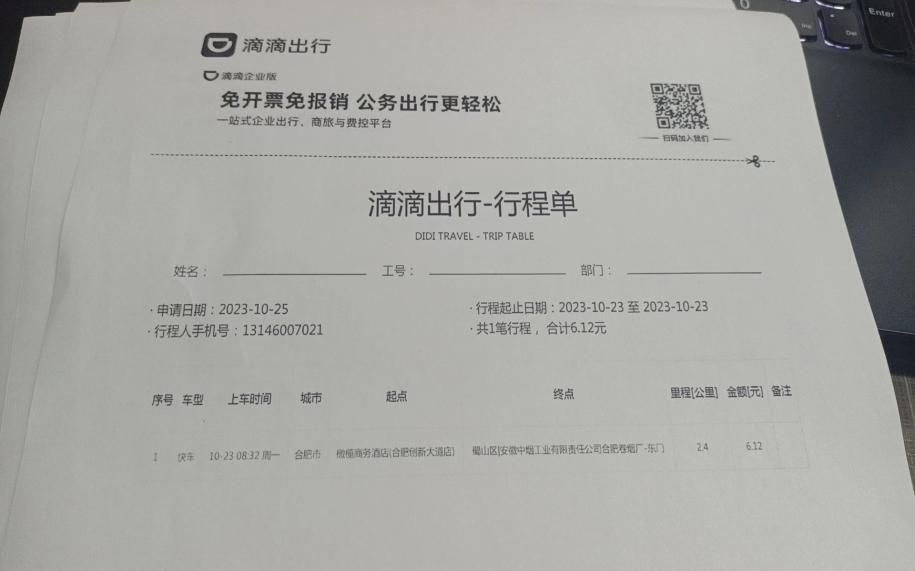 滴滴出行
滴滴企业版
免开票免报销 公务出行更轻松
一站式企业出行、商旅与费控平台
扫码加入我们
滴滴出行-行程单
DIDI TRAVEL - TRIP TABLE
姓名： 工号： 部门：
· 申请日期：2023-10-25 · 行程起止日期：2023-10-23 至 2023-10-23
· 行程人手机号：13146007021 · 共1笔行程， 合计6.12元
序号 车型 上车时间 城市 起点 终点 里程[公里] 金额[元] 备注
1 快车 10-23 08:32 周一 合肥市 橄榄商务酒店(合肥创新大道店) 蜀山区|安徽中烟工业有限责任公司合肥卷烟厂-东门 2.4 6.12
0
Enter
Ins
Del